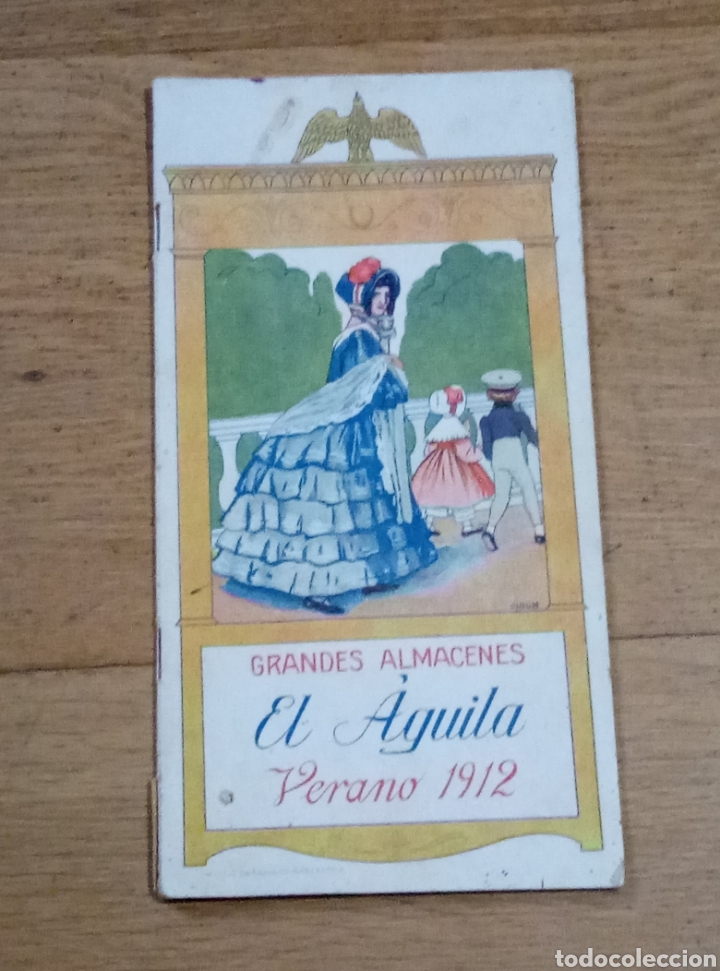 GRANDES ALMACENES
El Águila
Verano 1912
todocoleccion